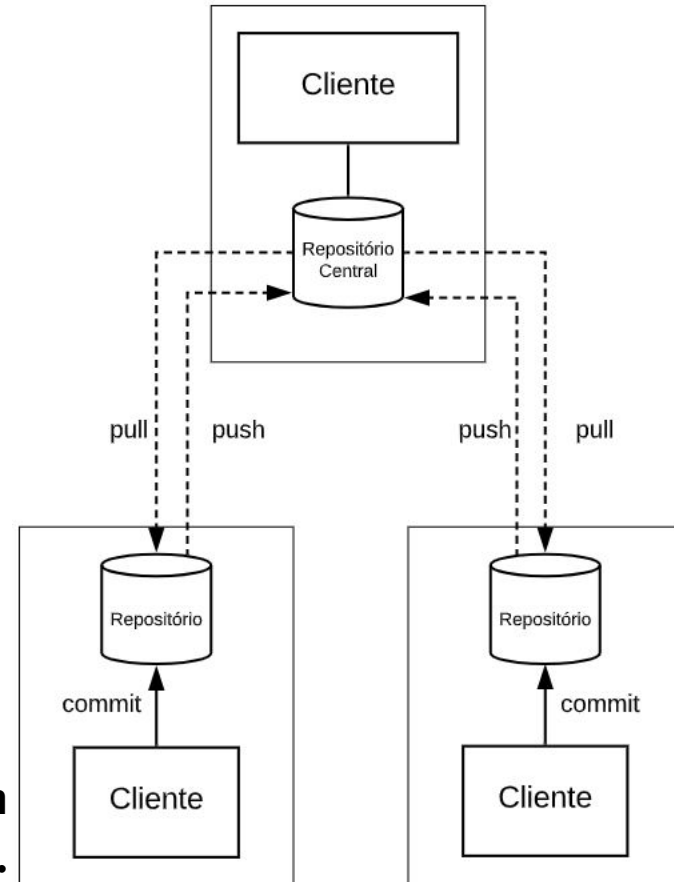 Cliente
Repositório
Central
pull
push
push
pull
Repositório
Repositório
commit
commit
Cliente
Cliente
.